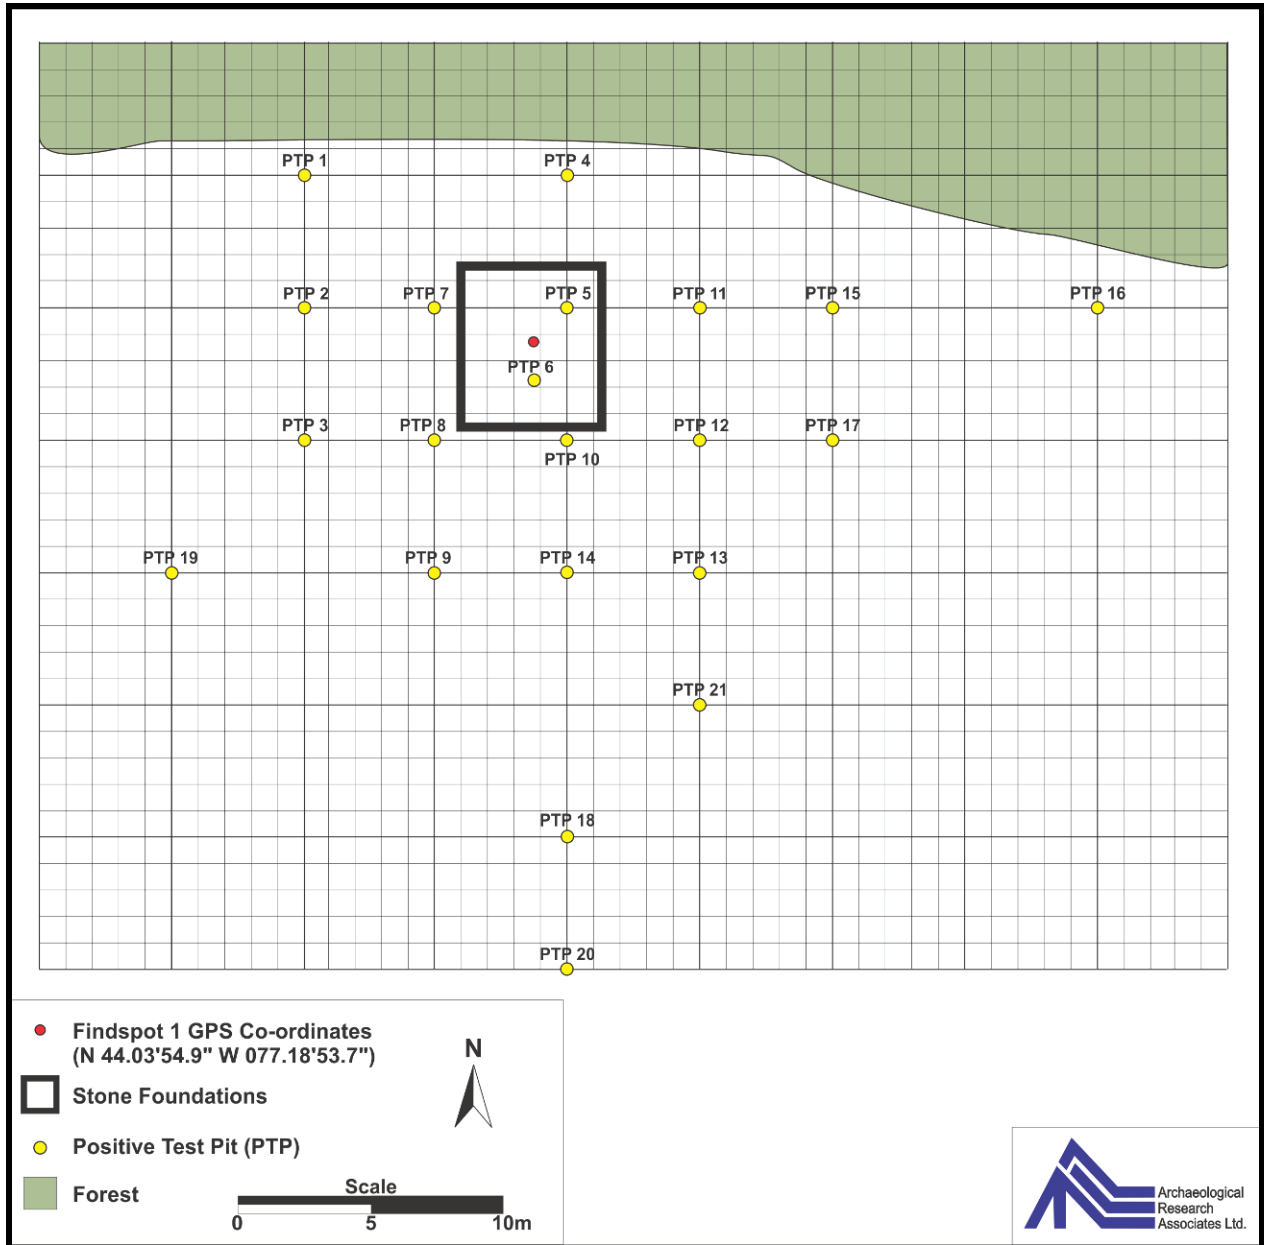 PTP 1
PTP 4
PTP 2
PTP 7
PTP 5
PTP 11
PTP 15
PTP 16
PTP 6
PTP 3
PTP 8
PTP 12
PTP 17
PTP 10
PTP 19
PTP 9
PTP 14
PTP 13
PTP 21
PTP 18
PTP 20
Findspot 1 GPS Co-ordinates
(N 44.03'54.9" W 077.18'53.7")
N
Stone Foundations
Positive Test Pit (PTP)
Forest
Scale
0 5 10m
Archaeological
Research
Associates Ltd.